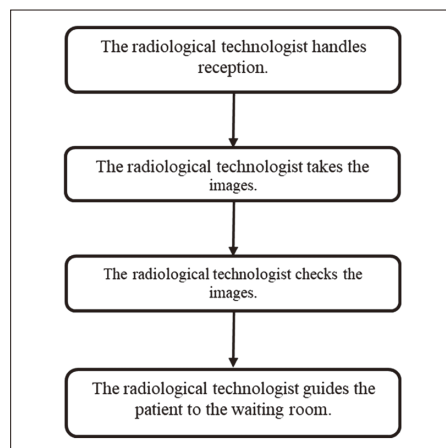 The radiological technologist handles
reception.
The radiological technologist takes the
images.
The radiological technologist checks the
images.
The radiological technologist guides the
patient to the waiting room.